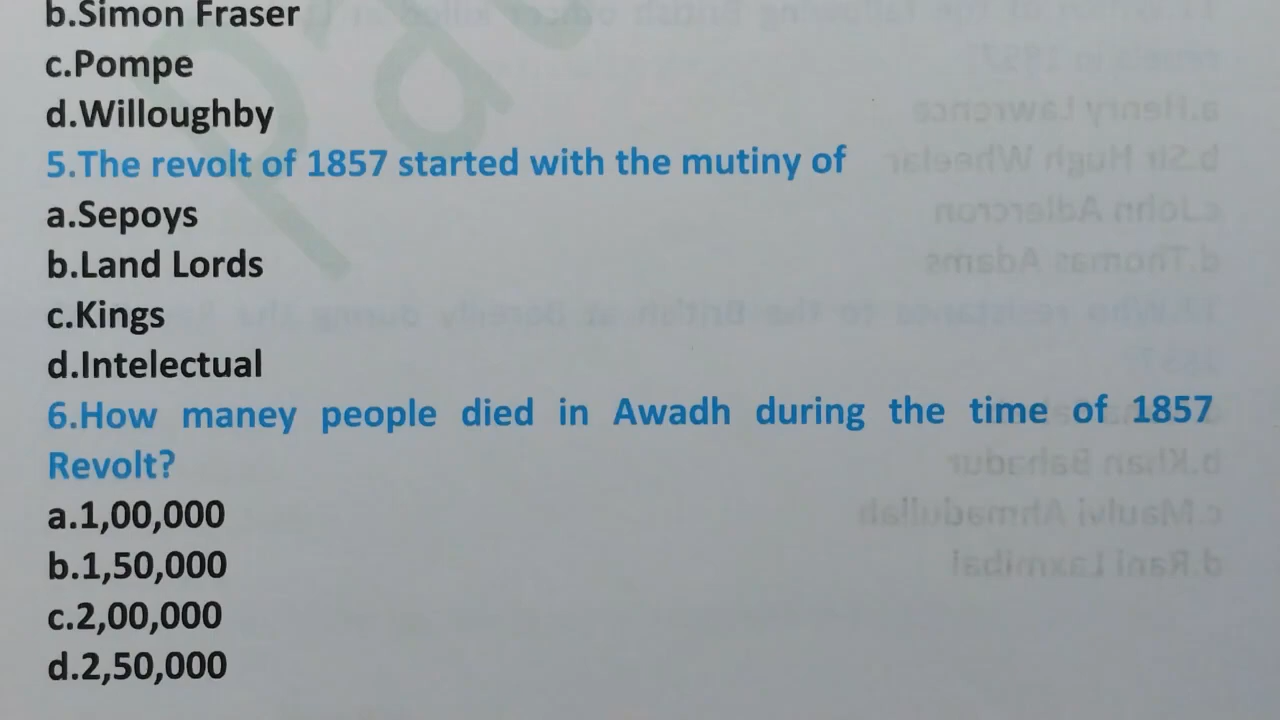 b.Simon Fraser
c.Pompe
d.Willoughby
5.The revolt of 1857 started with the mutiny of
a.Sepoys
b.Land Lords
c.Kings
d.Intelectual
6.How maney people died in Awadh during the time of 1857
Revolt?
a.1,00,000
b.1,50,000
c.2,00,000
d.2,50,000